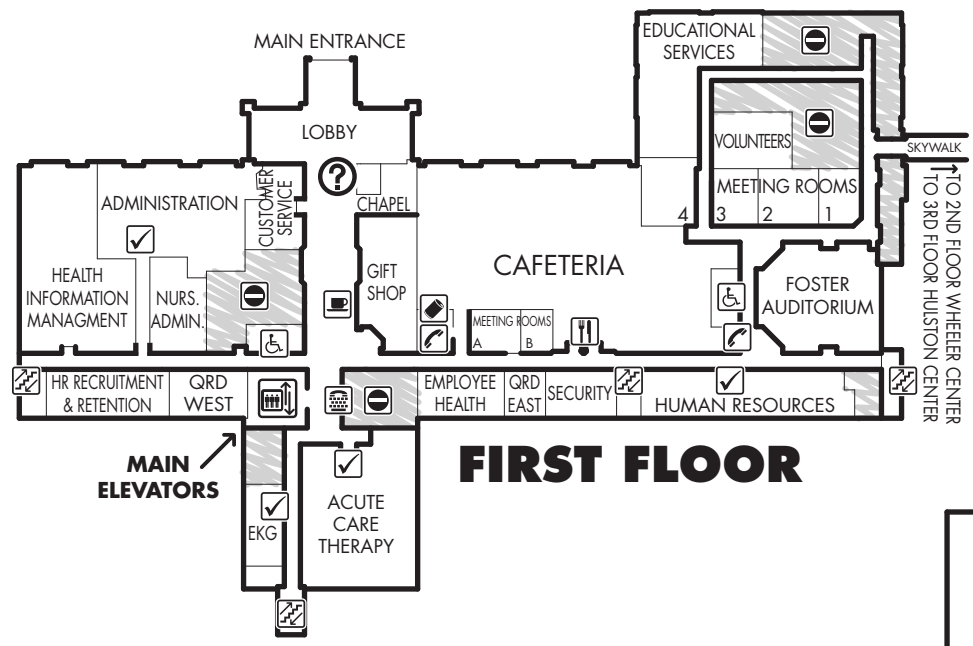 EDUCATIONAL
SERVICES
MAIN ENTRANCE
LOBBY
?
VOLUNTEERS
SKYWALK
CUSTOMER
SERVICE
ADMINISTRATION
CHAPEL
MEETING ROOMS
4 3 2 1
TO 2ND FLOOR WHEELER CENTER
TO 3RD FLOOR HULSTON CENTER
HEALTH
INFORMATION
MANAGMENT
NURS.
ADMIN.
GIFT
SHOP
CAFETERIA
FOSTER
AUDITORIUM
MEETING ROOMS
A B
HR RECRUITMENT
& RETENTION
QRD
WEST
EMPLOYEE
HEALTH
QRD
EAST
SECURITY
HUMAN RESOURCES
MAIN
ELEVATORS
FIRST FLOOR
EKG
ACUTE
CARE
THERAPY